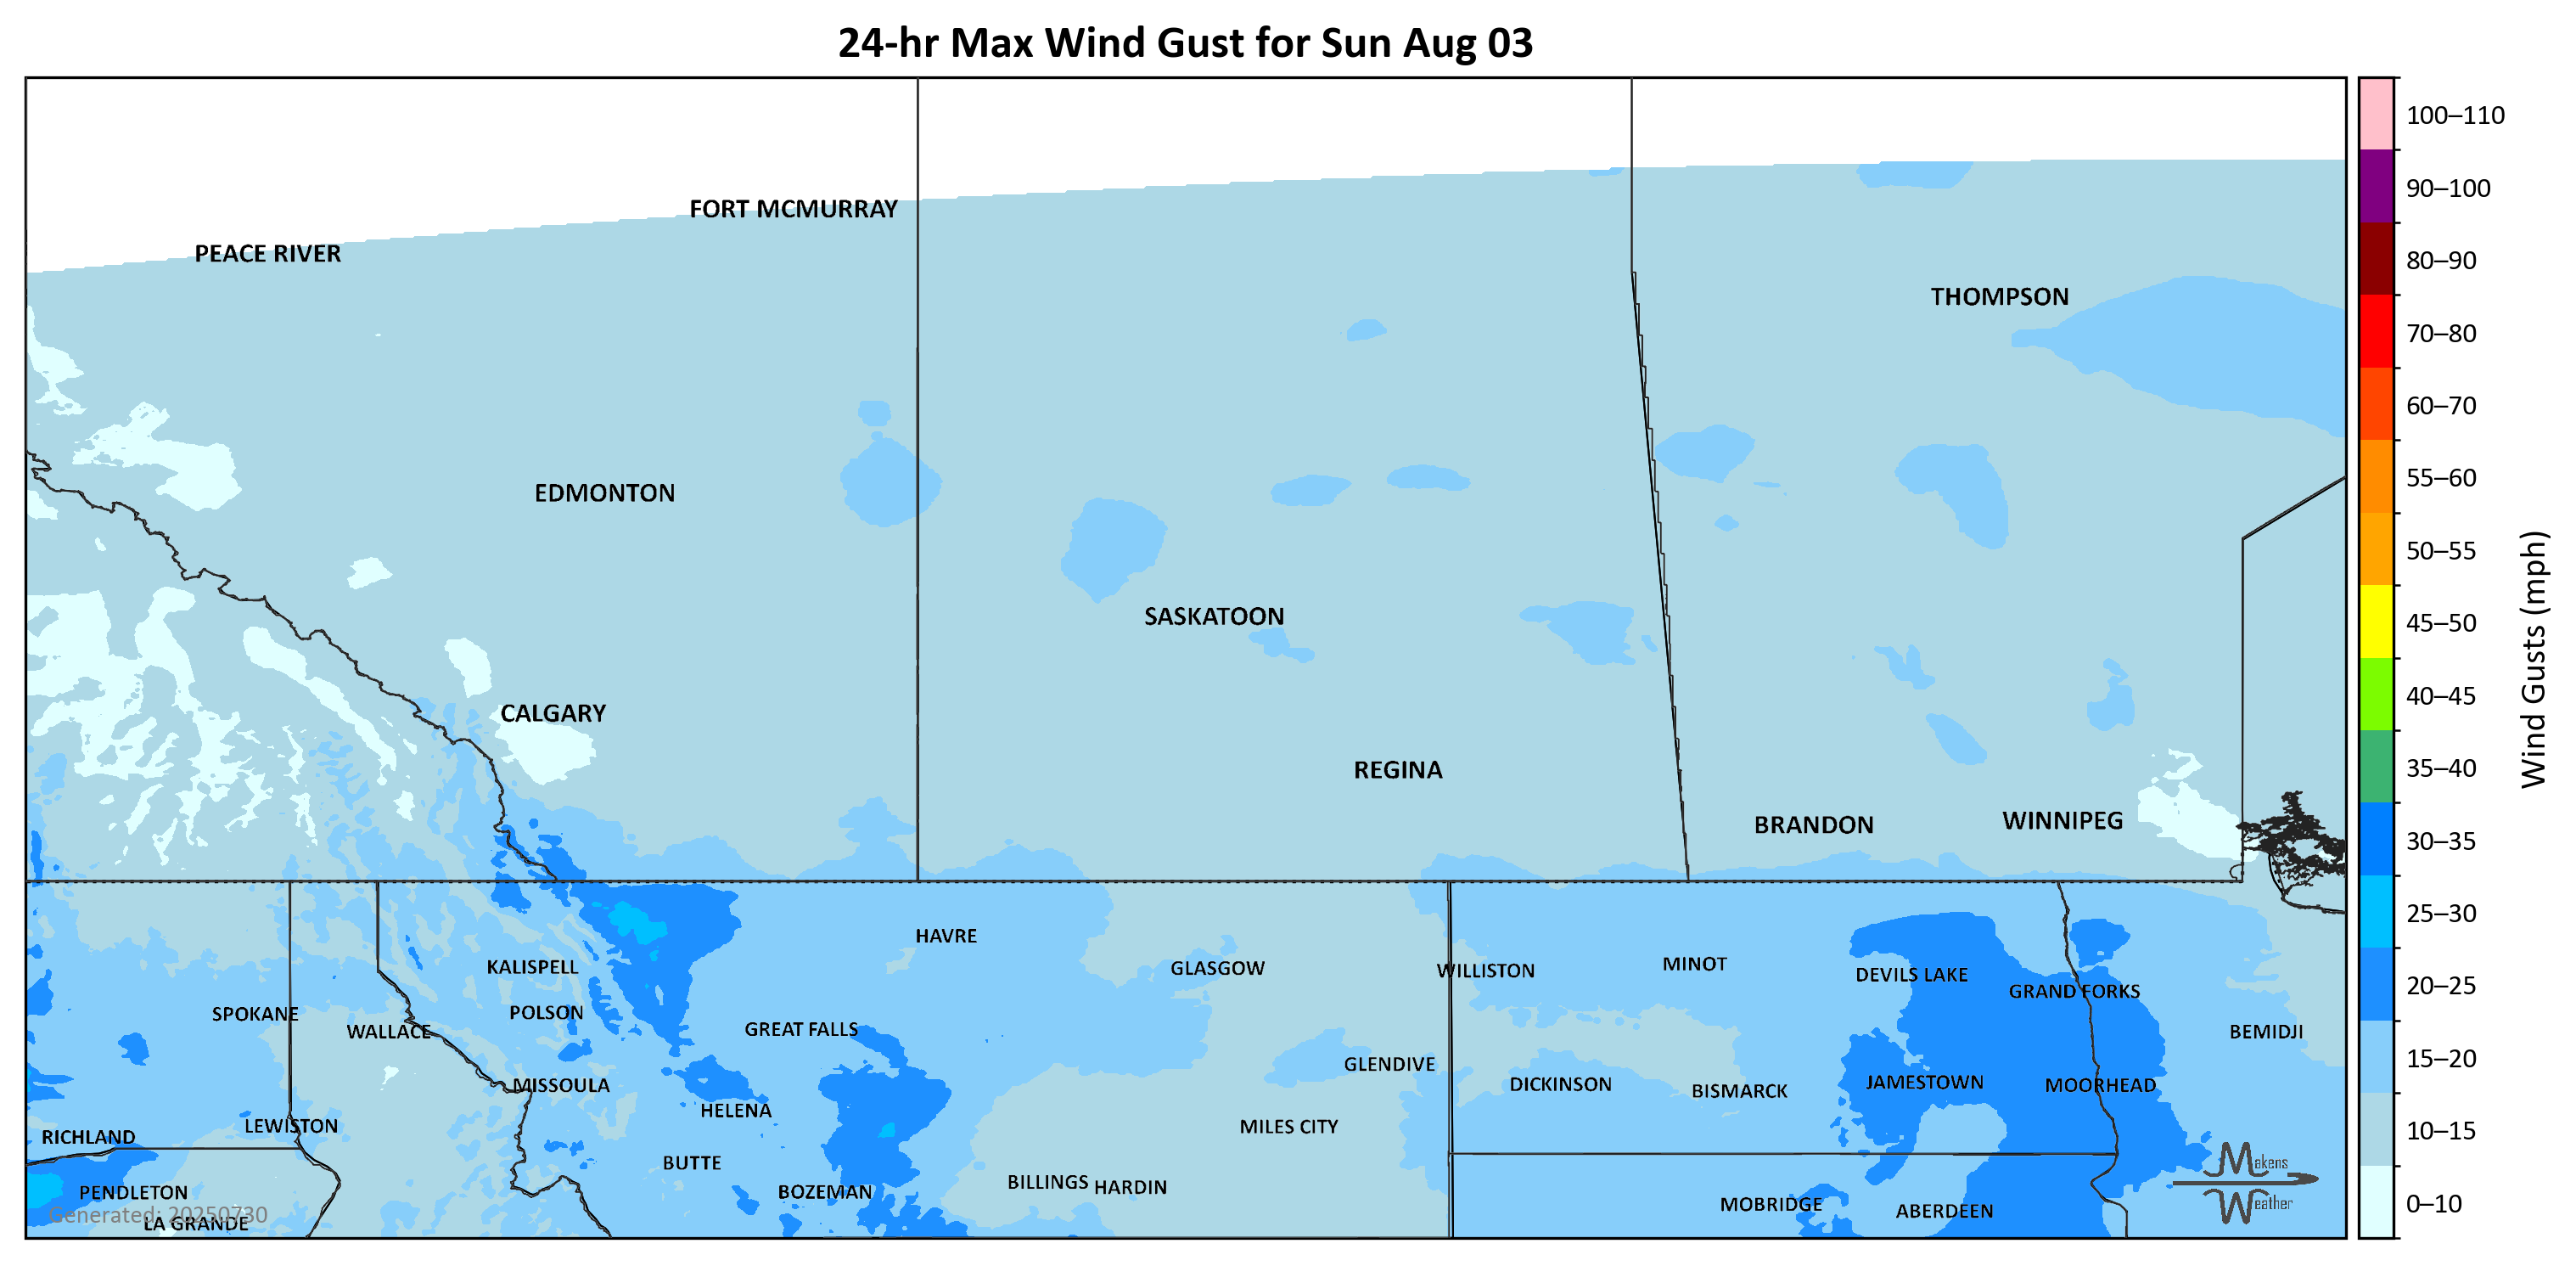 24-hr Max Wind Gust for Sun Aug 03
100–110
90–100
FORT MCMURRAY
PEACE RIVER
80–90
THOMPSON
70–80
60–70
55–60
EDMONTON
50–55
SASKATOON
45–50
Wind Gusts (mph)
40–45
CALGARY
REGINA
35–40
WINNIPEG
BRANDON
30–35
25–30
HAVRE
MINOT
KALISPELL
GLASGOW
WILLISTON
DEVILS LAKE
20–25
GRAND FORKS
POLSON
SPOKANE
GREAT FALLS
WALLACE
BEMIDJI
15–20
GLENDIVE
JAMESTOWN
DICKINSON
MISSOULA
MOORHEAD
BISMARCK
HELENA
LEWISTON
MILES CITY
10–15
RICHLAND
BUTTE
Makens
Weather
BILLINGS
HARDIN
PENDLETON
BOZEMAN
0–10
MOBRIDGE
ABERDEEN
Generated: 20250730
LA GRANDE